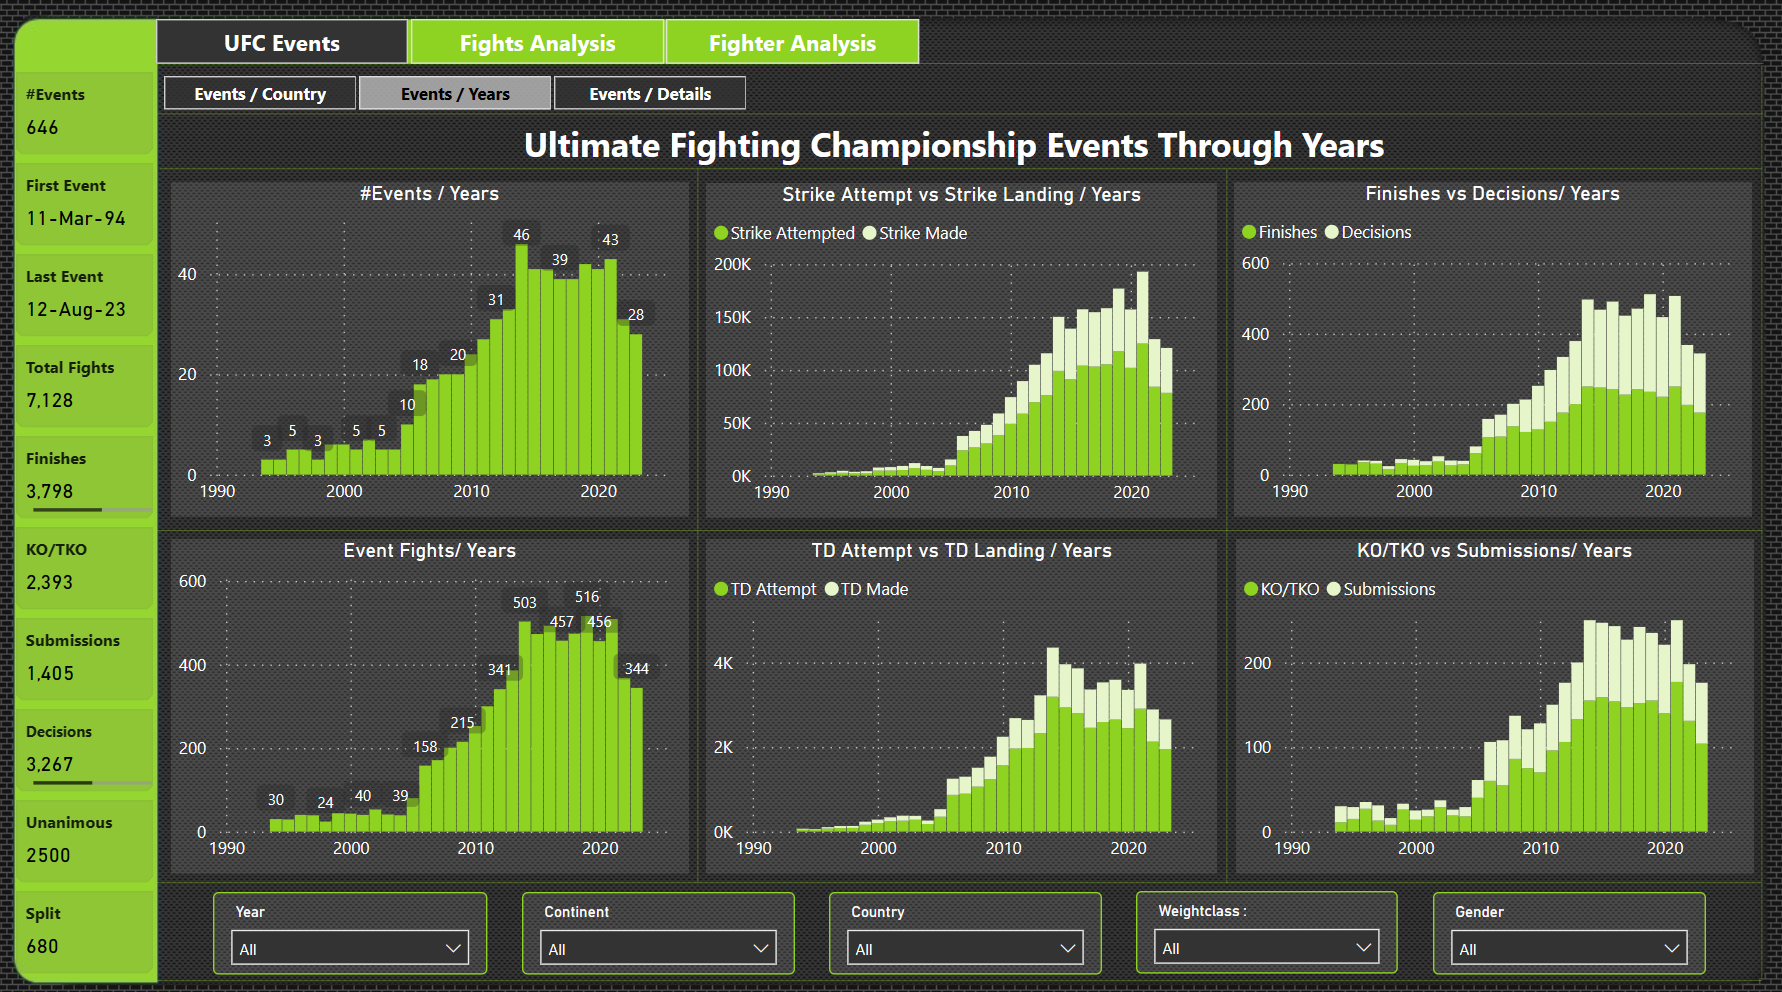 UFC Events
Fights Analysis
Fighter Analysis
Events / Country
Events / Years
Events / Details
Ultimate Fighting Championship Events Through Years
#Events
646
First Event
11-Mar-94
Last Event
12-Aug-23
Total Fights
7,128
Finishes
3,798
KO/TKO
2,393
Submissions
1,405
Decisions
3,267
Unanimous
2500
Split
680
#Events / Years
46
43
39
40
31
28
20
20
18
10
5
5
5
3
3
0
1990
2000
2010
2020
Strike Attempt vs Strike Landing / Years
Strike Attempted
Strike Made
200K
150K
100K
50K
0K
1990
2000
2010
2020
Finishes vs Decisions/ Years
Finishes
Decisions
600
400
200
0
1990
2000
2010
2020
Event Fights/ Years
600
503
516
457
456
400
341
344
215
200
158
30
24
40
39
0
1990
2000
2010
2020
TD Attempt vs TD Landing / Years
TD Attempt
TD Made
4K
2K
0K
1990
2000
2010
2020
KO/TKO vs Submissions/ Years
KO/TKO
Submissions
200
100
0
1990
2000
2010
2020
Year
All
Continent
All
Country
All
Weightclass :
All
Gender
All